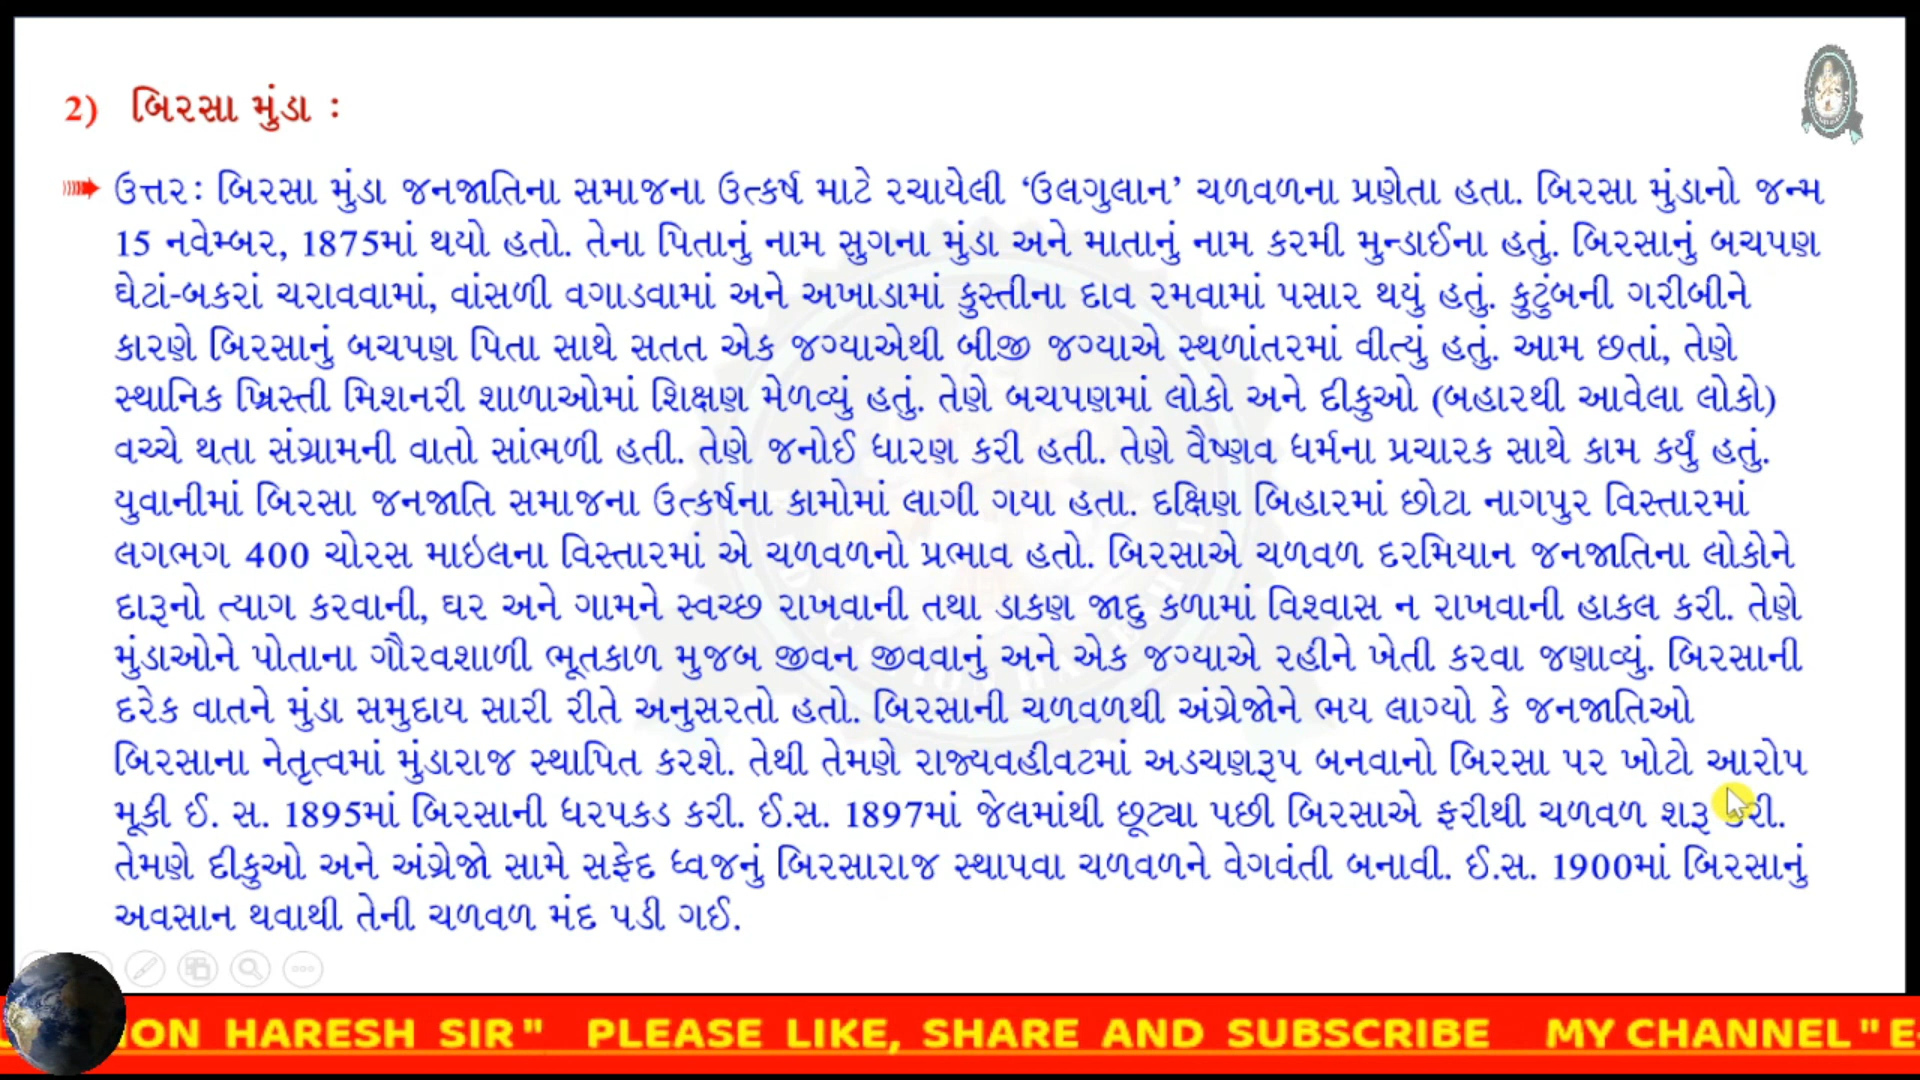 2) બિરસા મુંડા :
ઉત્તર: બિરસા મુંડા જનજાતિના સમાજના ઉત્કર્ષ માટે રચાયેલી ‘ઉલગુલાન’ ચળવળના પ્રણેતા હતા. બિરસા મુંડાનો જન્મ
15 નવેમ્બર, 1875માં થયો હતો. તેના પિતાનું નામ સુગના મુંડા અને માતાનું નામ કરમી મુન્ડાઈના હતું. બિરસાનું બચપણ
ઘેટાં-બકરાં ચરાવવામાં, વાંસળી વગાડવામાં અને અખાડામાં કુસ્તીના દાવ રમવામાં પસાર થયું હતું. કુટુંબની ગરીબીને
કારણે બિરસાનું બચપણ પિતા સાથે સતત એક જગ્યાએથી બીજી જગ્યાએ સ્થળાંતરમાં વીત્યું હતું. આમ છતાં, તેણે
સ્થાનિક ખ્રિસ્તી મિશનરી શાળાઓમાં શિક્ષણ મેળવ્યું હતું. તેણે બચપણમાં લોકો અને દીકુઓ (બહારથી આવેલા લોકો)
વચ્ચે થતા સંગ્રામની વાતો સાંભળી હતી. તેણે જનોઈ ધારણ કરી હતી. તેણે વૈષ્ણવ ધર્મના પ્રચારક સાથે કામ કર્યું હતું.
યુવાનીમાં બિરસા જનજાતિ સમાજના ઉત્કર્ષના કામોમાં લાગી ગયા હતા. દક્ષિણ બિહારમાં છોટા નાગપુર વિસ્તારમાં
લગભગ 400 ચોરસ માઇલના વિસ્તારમાં એ ચળવળનો પ્રભાવ હતો. બિરસાએ ચળવળ દરમિયાન જનજાતિના લોકોને
દારૂનો ત્યાગ કરવાની, ઘર અને ગામને સ્વચ્છ રાખવાની તથા ડાકણ જાદુ કળામાં વિશ્વાસ ન રાખવાની હાકલ કરી. તેણે
મુંડાઓને પોતાના ગૌરવશાળી ભૂતકાળ મુજબ જીવન જીવવાનું અને એક જગ્યાએ રહીને ખેતી કરવા જણાવ્યું. બિરસાની
દરેક વાતને મુંડા સમુદાય સારી રીતે અનુસરતો હતો. બિરસાની ચળવળથી અંગ્રેજોને ભય લાગ્યો કે જનજાતિઓ
બિરસાના નેતૃત્વમાં મુંડારાજ સ્થાપિત કરશે. તેથી તેમણે રાજ્યવહીવટમાં અડચણરૂપ બનવાનો બિરસા પર ખોટો આરોપ
મૂકી ઈ. સ. 1895માં બિરસાની ધરપકડ કરી. ઈ.સ. 1897માં જેલમાંથી છૂટ્યા પછી બિરસાએ ફરીથી ચળવળ શરૂ કરી.
તેમણે દીકુઓ અને અંગ્રેજો સામે સફેદ ધ્વજનું બિરસારાજ સ્થાપવા ચળવળને વેગવંતી બનાવી. ઈ.સ. 1900માં બિરસાનું
અવસાન થવાથી તેની ચળવળ મંદ પડી ગઈ.
ION HARESH SIR" PLEASE LIKE, SHARE AND SUBSCRIBE MY CHANNEL" E-